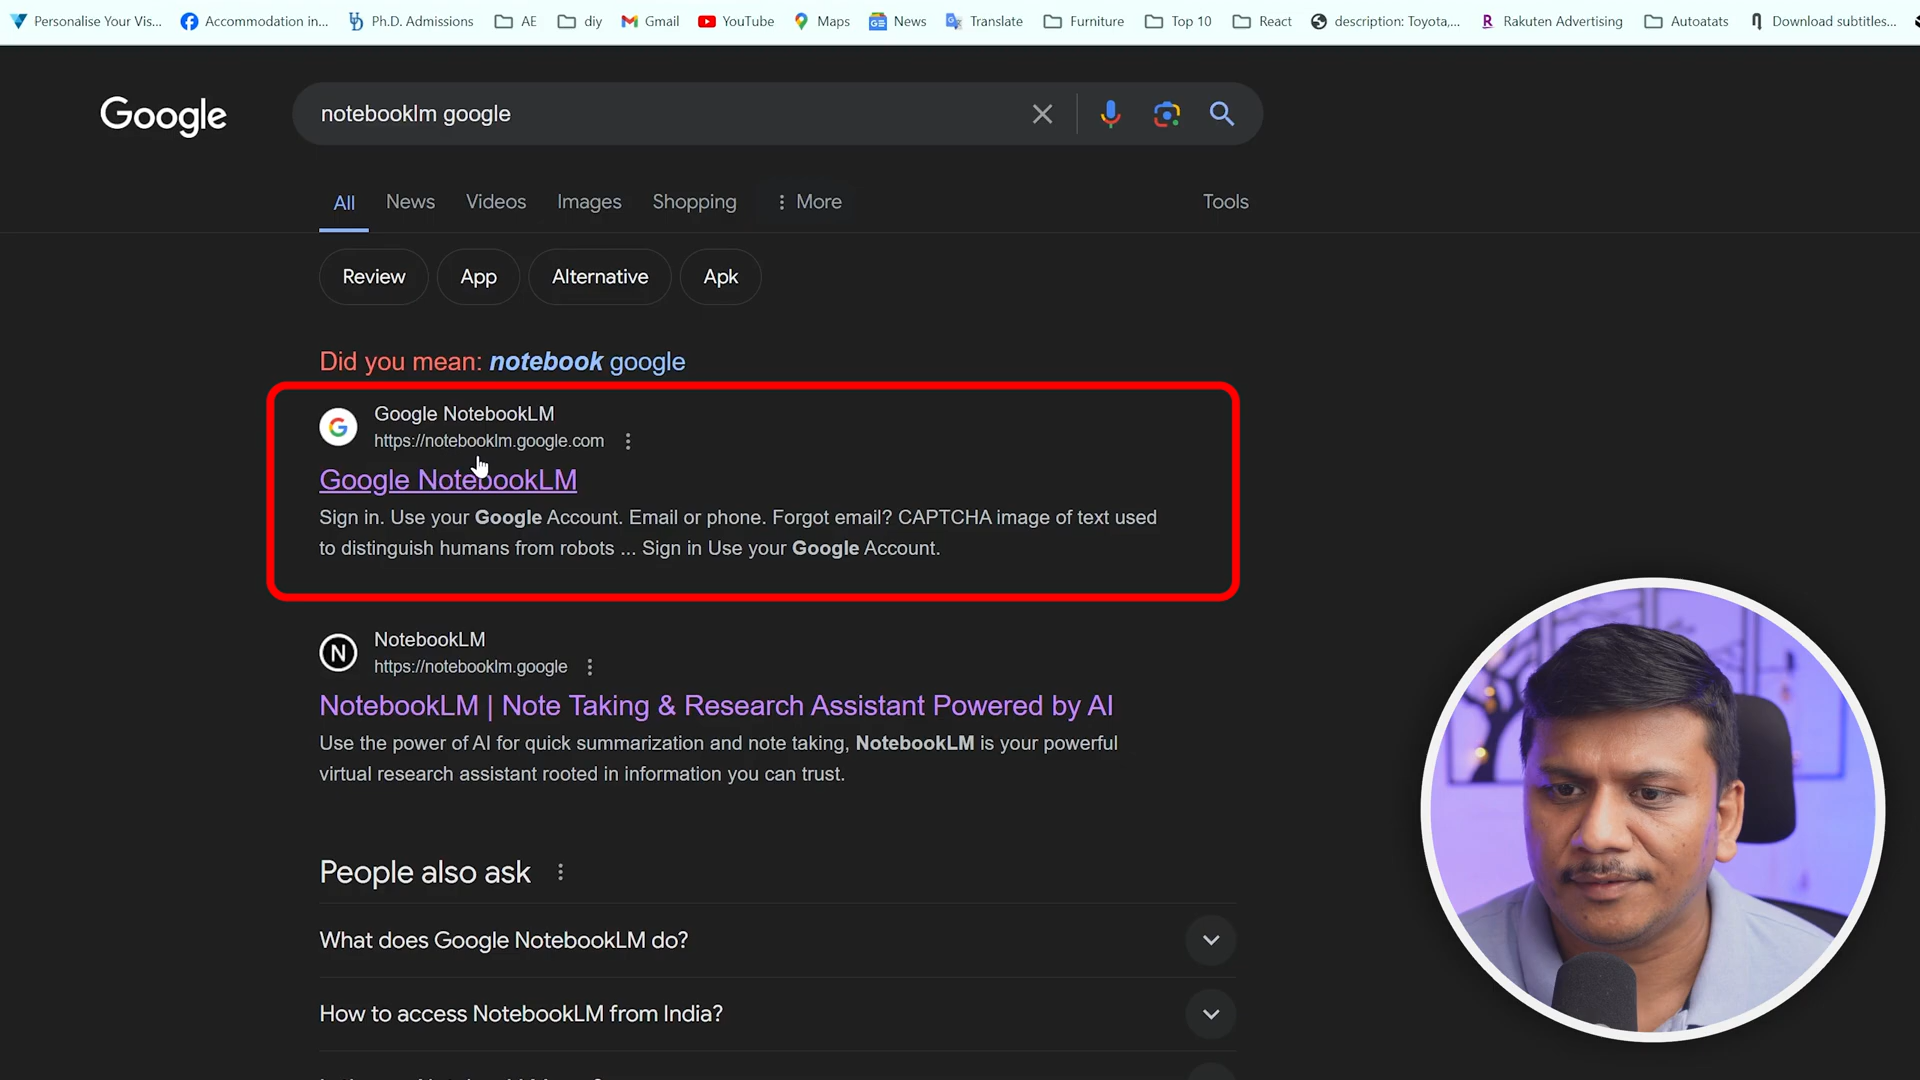 Personalise Your Vis... Accommodation in... Ph.D. Admissions AE diy Gmail YouTube Maps News Translate Furniture Top 10 React description: Toyota,... Rakuten Advertising Autoatats Download subtitles...
Google notebooklm google
All News Videos Images Shopping More Tools
Review App Alternative Apk
Did you mean: notebook google
Google NotebookLM
https://notebooklm.google.com
Google NotebookLM
Sign in. Use your Google Account. Email or phone. Forgot email? CAPTCHA image of text used
to distinguish humans from robots ... Sign in Use your Google Account.
NotebookLM
https://notebooklm.google
NotebookLM | Note Taking & Research Assistant Powered by AI
Use the power of AI for quick summarization and note taking, NotebookLM is your powerful
virtual research assistant rooted in information you can trust.
People also ask
What does Google NotebookLM do?
How to access NotebookLM from India?